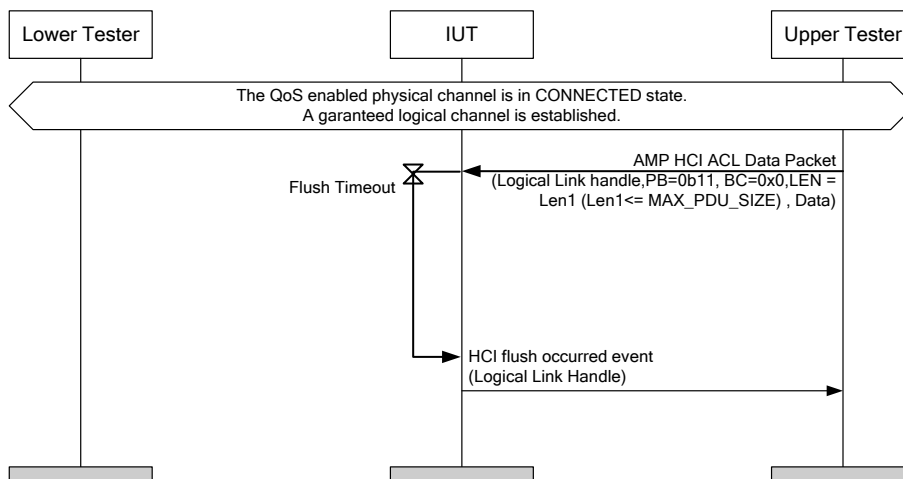 Lower Tester
IUT
Upper Tester
The QoS enabled physical channel is in CONNECTED state.
A garanteed logical channel is established.
AMP HCI ACL Data Packet
(Logical Link handle,PB=0b11, BC=0x0,LEN =
Len1 (Len1<= MAX_PDU_SIZE) , Data)
Flush Timeout
HCI flush occurred event
(Logical Link Handle)